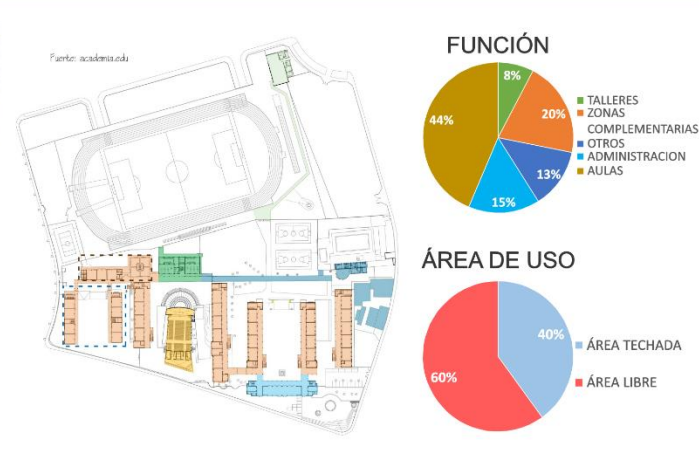 Fuente: academia.edu
FUNCIÓN
8%
20%
13%
15%
44%
TALLERES
ZONAS
COMPLEMENTARIAS
OTROS
ADMINISTRACION
AULAS
ÁREA DE USO
40%
60%
ÁREA TECHADA
ÁREA LIBRE